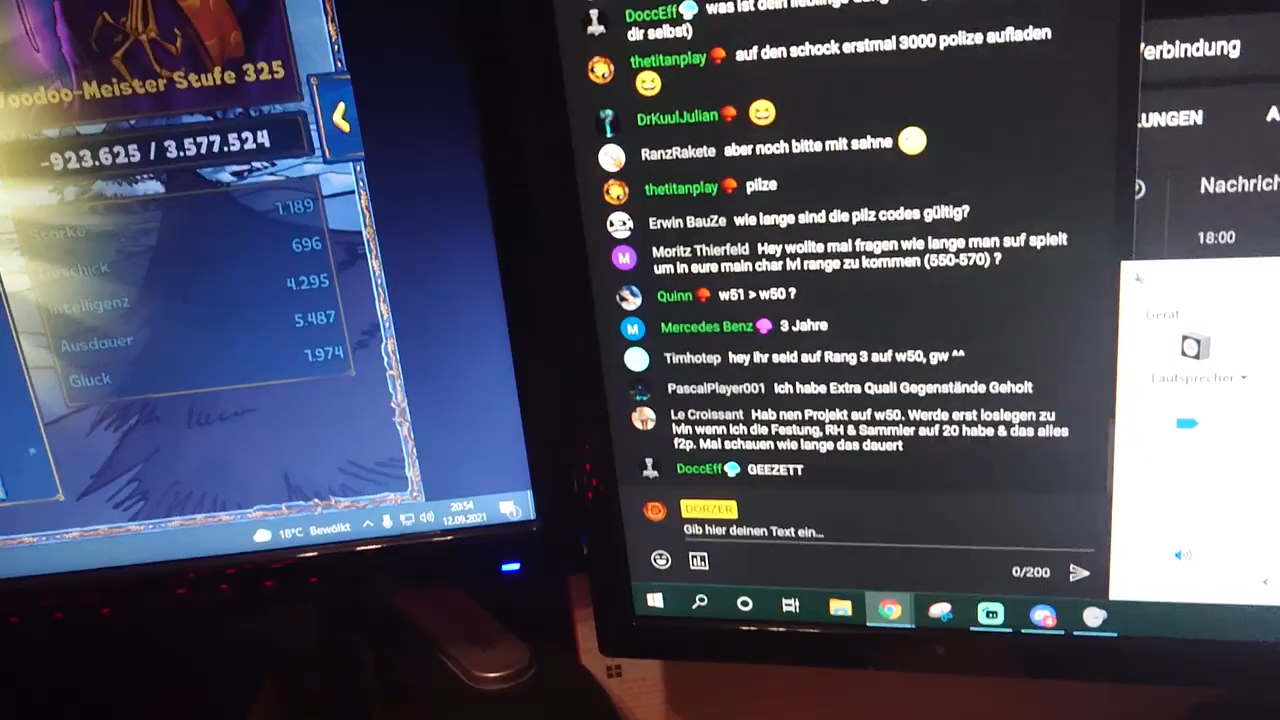 Voodoo-Meister Stufe 325
-923.625 / 3.577.524
1.189
Stärke
696
Geschick
4.295
Intelligenz
5.487
Ausdauer
1.974
Glück
18°C Bewölkt
20:54
12.09.2021
DoccEff was ist dein
dir selbst)
thetitanplay auf den schock erstmal 3000 polize aufladen
DrKuulJulian
RanzRakete aber noch bitte mit sahne
thetitanplay pilze
Erwin BauZe wie lange sind die pilz codes gültig?
Moritz Thierfeld Hey wollte mal fragen wie lange man suf spielt
um in eure main char lvl range zu kommen (550-570) ?
M
Quinn w51 > w50 ?
M
Mercedes Benz 3 Jahre
Timhotep hey ihr seid auf Rang 3 auf w50, gw ^^
PascalPlayer001 Ich habe Extra Quali Gegenstände Geholt
Le Croissant Hab nen Projekt auf w50. Werde erst loslegen zu
lvln wenn ich die Festung, RH & Sammler auf 20 habe & das alles
f2p. Mal schauen wie lange das dauert
DoccEff GEEZETT
DORZER
Gib hier deinen Text ein...
0/200
4
Verbindung
LUNGEN
A
Nachrich
18:00
Gerät
Lautsprecher